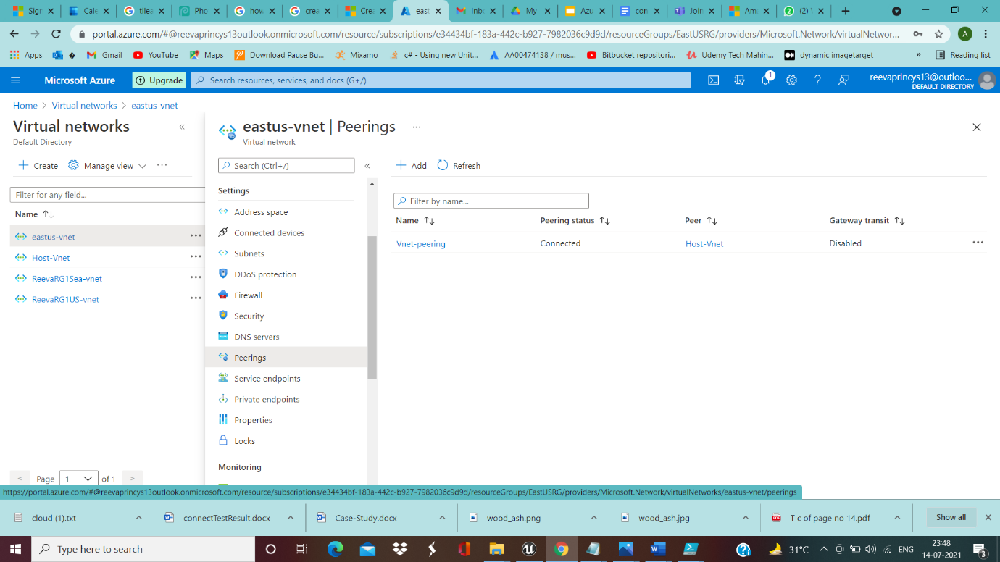 Sign
Cale
tilea
Pho
how
crea
Crea
east
Inbo
My
Azu
cori
Join
Ama
(2) W
portal.azure.com/#@reevaprincys13outlook.onmicrosoft.com/resource/subscriptions/e34434bf-183a-442c-b927-7982036c9d9d/resourceGroups/EastUSRG/providers/Microsoft.Network/virtualNetwor...
A
Apps
Gmail
YouTube
Maps
Download Pause Bu...
Mixamo
c# - Using new Unit...
AA00474138 / mus...
Bitbucket repositori...
Udemy Tech Mahin...
dynamic imagetarget
»
Reading list
Microsoft Azure
Upgrade
Search resources, services, and docs (G+/)
1
reevaprincys13@outloo...
DEFAULT DIRECTORY
Home > Virtual networks > eastus-vnet
Virtual networks
«
Default Directory
Create
Manage view
...
Filter for any field...
Name ↑↓
eastus-vnet ...
Host-Vnet ...
ReevaRG1Sea-vnet ...
ReevaRG1US-vnet ...
< Page 1 of 1 >
eastus-vnet | Peerings ...
Virtual network
Search (Ctrl+/)
«
Settings
Address space
Connected devices
Subnets
DDoS protection
Firewall
Security
DNS servers
Peerings
Service endpoints
Private endpoints
Properties
Locks
Monitoring
Add
Refresh
Filter by name...
Name ↑↓ Peering status ↑↓ Peer ↑↓ Gateway transit ↑↓
Vnet-peering Connected Host-Vnet Disabled ...
https://portal.azure.com/#@reevaprincys13outlook.onmicrosoft.com/resource/subscriptions/e34434bf-183a-442c-b927-7982036c9d9d/resourceGroups/EastUSRG/providers/Microsoft.Network/virtualNetworks/eastus-vnet/peerings
cloud (1).txt
connectTestResult.docx
Case-Study.docx
wood_ash.png
wood_ash.jpg
PDF
T c of page no 14.pdf
Show all
Type here to search
31°C
ENG
23:48
14-07-2021
3